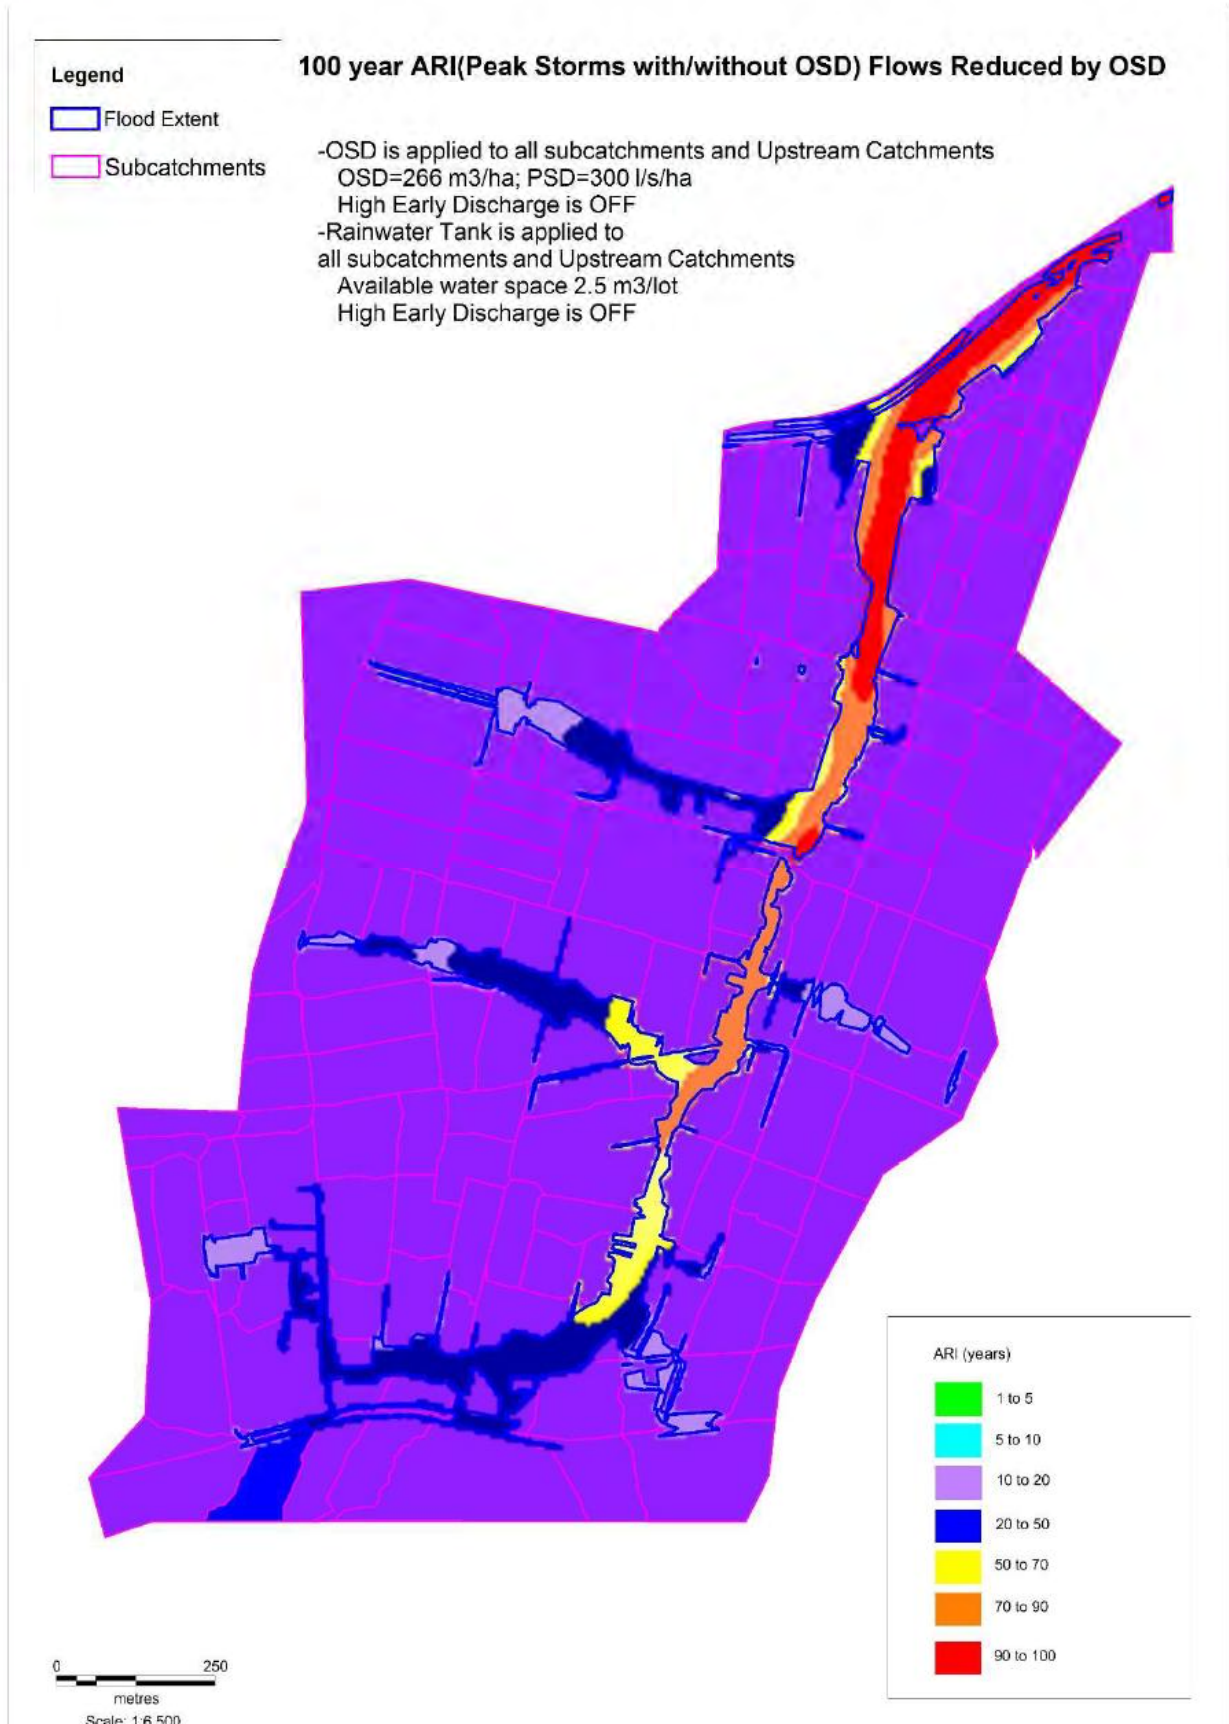 Legend
Flood Extent
Subcatchments
100 year ARI(Peak Storms with/without OSD) Flows Reduced by OSD
-OSD is applied to all subcatchments and Upstream Catchments
OSD=266 m3/ha; PSD=300 l/s/ha
High Early Discharge is OFF
-Rainwater Tank is applied to
all subcatchments and Upstream Catchments
Available water space 2.5 m3/lot
High Early Discharge is OFF
ARI (years)
1 to 5
5 to 10
10 to 20
20 to 50
50 to 70
70 to 90
90 to 100
0 250
metres
Scale: 1:6,500